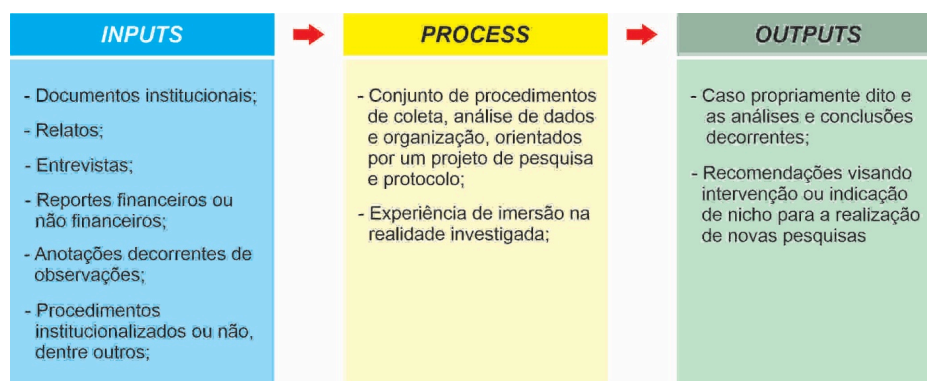 INPUTS
- Documentos institucionais;
- Relatos;
- Entrevistas;
- Reportes financeiros ou
não financeiros;
- Anotações decorrentes de
observações;
- Procedimentos
institucionalizados ou não,
dentre outros;
PROCESS
- Conjunto de procedimentos
de coleta, análise de dados
e organização, orientados
por um projeto de pesquisa
e protocolo;
- Experiência de imersão na
realidade investigada;
OUTPUTS
- Caso propriamente dito e
as análises e conclusões
decorrentes;
- Recomendações visando
intervenção ou indicação
de nicho para a realização
de novas pesquisas